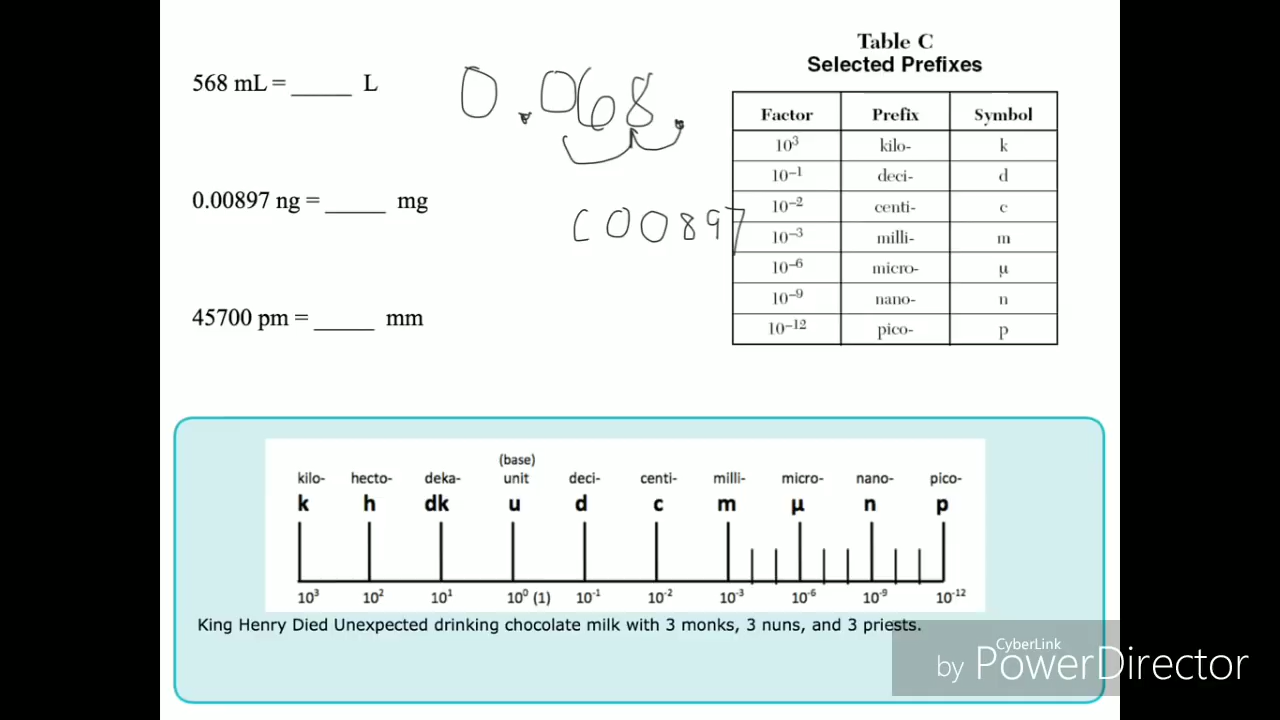 568 mL = _____ L
0.068.
0.00897 ng = _____ mg
00897
45700 pm = _____ mm
Table C
Selected Prefixes
Factor Prefix Symbol
10³ kilo- k
10⁻¹ deci- d
10⁻² centi- c
10⁻³ milli- m
10⁻⁶ micro- μ
10⁻⁹ nano- n
10⁻¹² pico- p
(base)
kilo- hecto- deka- unit deci- centi- milli- micro- nano- pico-
k h dk u d c m μ n p
10³ 10² 10¹ 10⁰ (1) 10⁻¹ 10⁻² 10⁻³ 10⁻⁶ 10⁻⁹ 10⁻¹²
King Henry Died Unexpected drinking chocolate milk with 3 monks, 3 nuns, and 3 priests.
CyberLink
by PowerDirector